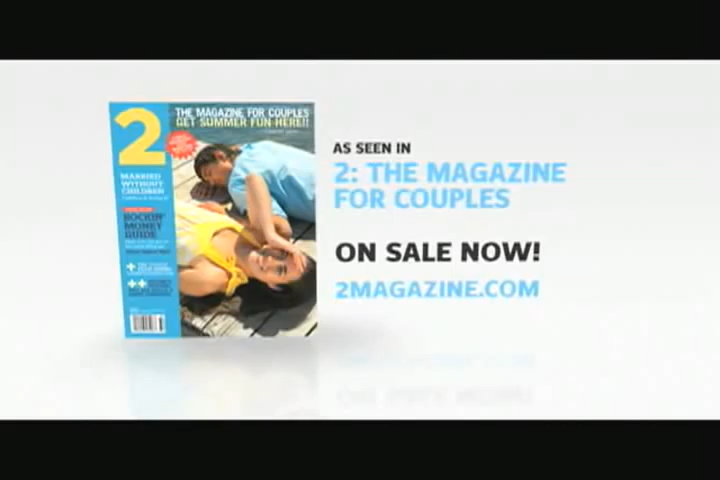 2
THE MAGAZINE FOR COUPLES
GET SUMMER FUN HERE!!
MARRIED
WITHOUT
CHILDREN
ROCKIN'
MONEY
GUIDE
AS SEEN IN
2: THE MAGAZINE
FOR COUPLES
ON SALE NOW!
2MAGAZINE.COM